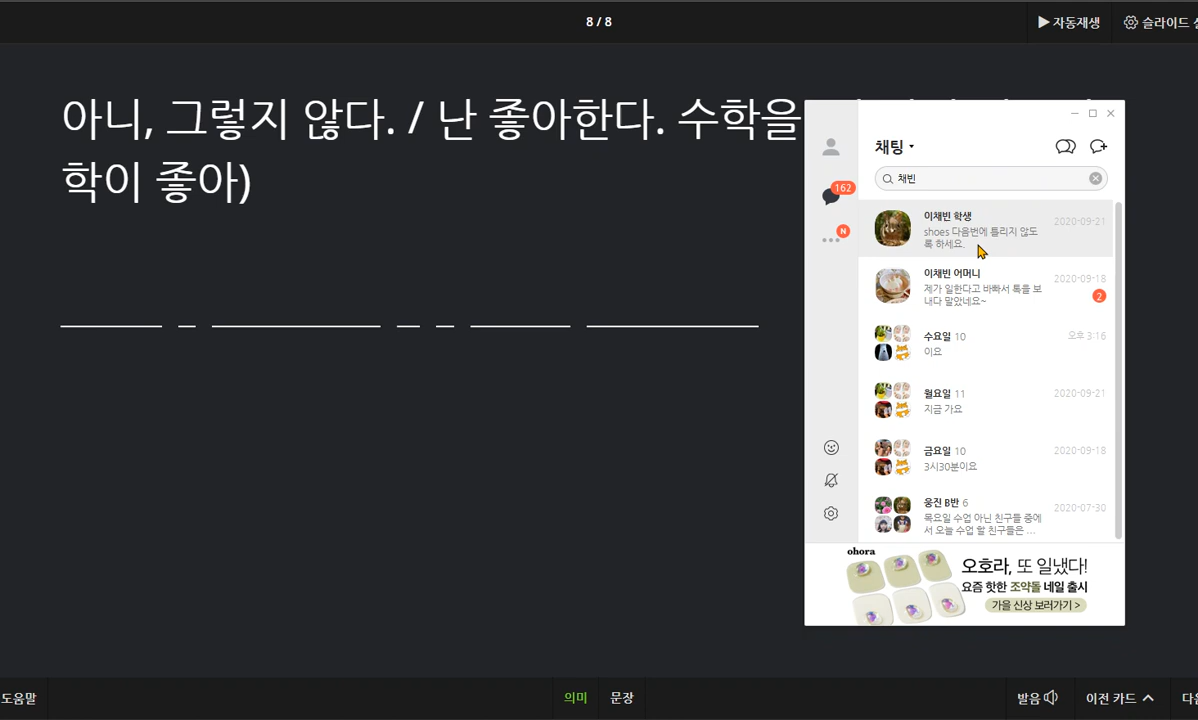 8 / 8
자동재생
슬라이드
아니, 그렇지 않다. / 난 좋아한다. 수학을
학이 좋아)
채팅
채빈
162
N
이채빈 학생
2020-09-21
shoes 다음번에 틀리지 않도
록 하세요.
이채빈 어머니
2020-09-18
제가 일한다고 바빠서 톡을 보
내다 말았네요~
2
수요일 10
오후 3:16
이요
월요일 11
2020-09-21
지금 가요
금요일 10
2020-09-18
3시30분이요
웅진 B반 6
2020-07-30
목요일 수업 아닌 친구들 중에
서 오늘 수업 할 친구들은 ...
ohora
오호라, 또 일냈다!
요즘 핫한 조약돌 네일 출시
가을 신상 보러가기 >
도움말
의미
문장
발음
이전 카드